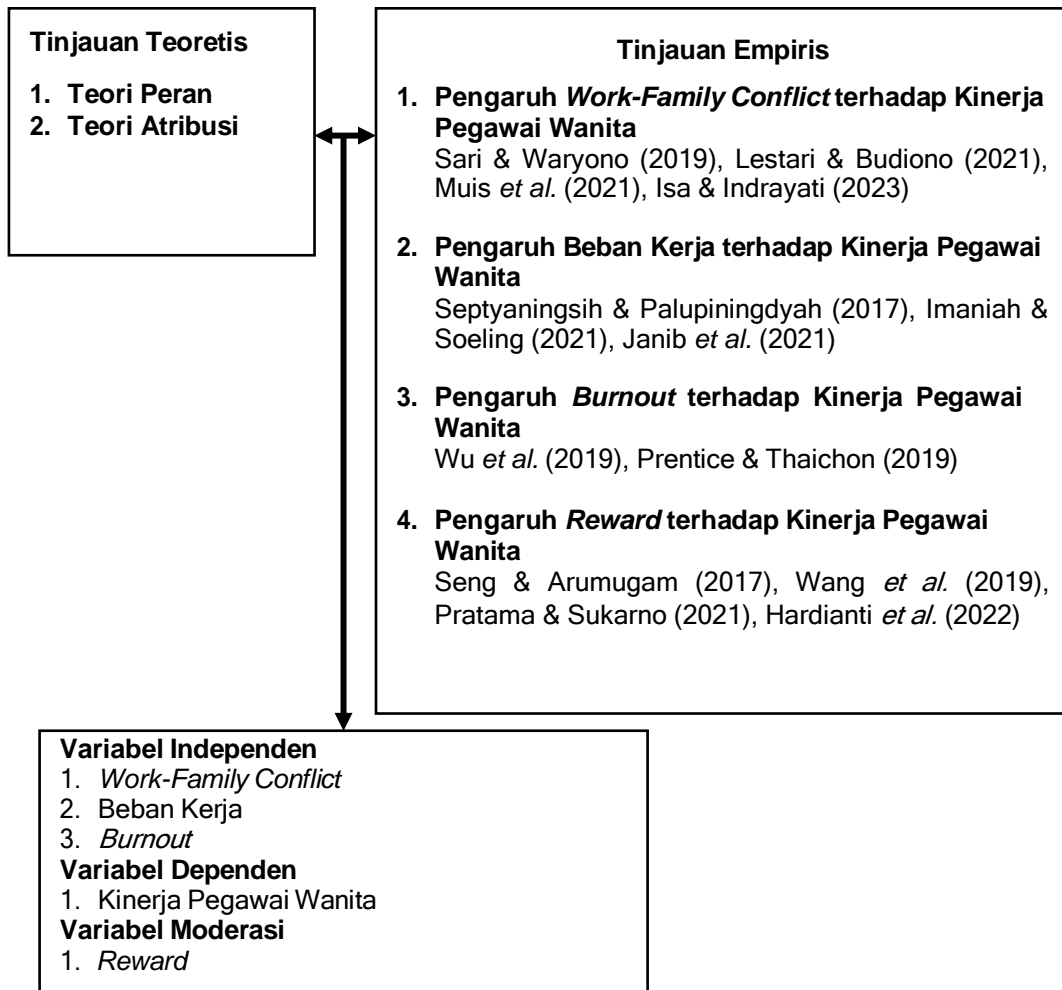 Tinjauan Teoretis
1. Teori Peran
2. Teori Atribusi
Tinjauan Empiris
1. Pengaruh Work-Family Conflict terhadap Kinerja
Pegawai Wanita
Sari & Waryono (2019), Lestari & Budiono (2021),
Muis et al. (2021), Isa & Indrayati (2023)
2. Pengaruh Beban Kerja terhadap Kinerja Pegawai
Wanita
Septyaningsih & Palupiningdyah (2017), Imaniah &
Soeling (2021), Janib et al. (2021)
3. Pengaruh Burnout terhadap Kinerja Pegawai
Wanita
Wu et al. (2019), Prentice & Thaichon (2019)
4. Pengaruh Reward terhadap Kinerja Pegawai
Wanita
Seng & Arumugam (2017), Wang et al. (2019),
Pratama & Sukarno (2021), Hardianti et al. (2022)
Variabel Independen
1. Work-Family Conflict
2. Beban Kerja
3. Burnout
Variabel Dependen
1. Kinerja Pegawai Wanita
Variabel Moderasi
1. Reward